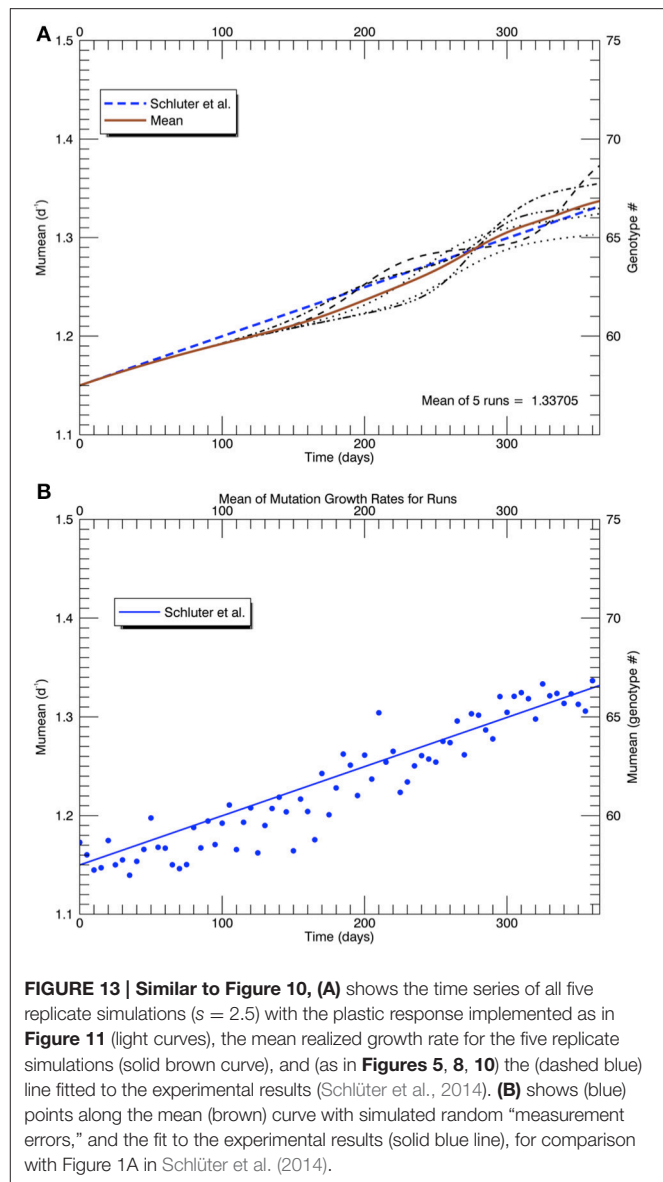 A
1.5
1.4
1.3
1.2
1.1
Mumean (d⁻¹)
0
100
200
300
75
70
65
60
Genotype #
Schluter et al.
Mean
Mean of 5 runs = 1.33705
0
100
200
300
Time (days)
B
Mean of Mutation Growth Rates for Runs
0
100
200
300
1.5
1.4
1.3
1.2
1.1
Mumean (d⁻¹)
75
70
65
60
Mumean (genotype #)
Schluter et al.
0
100
200
300
Time (days)
FIGURE 13 | Similar to Figure 10, (A) shows the time series of all five
replicate simulations (s = 2.5) with the plastic response implemented as in
Figure 11 (light curves), the mean realized growth rate for the five replicate
simulations (solid brown curve), and (as in Figures 5, 8, 10) the (dashed blue)
line fitted to the experimental results (Schlüter et al., 2014). (B) shows (blue)
points along the mean (brown) curve with simulated random “measurement
errors,” and the fit to the experimental results (solid blue line), for comparison
with Figure 1A in Schlüter et al. (2014).